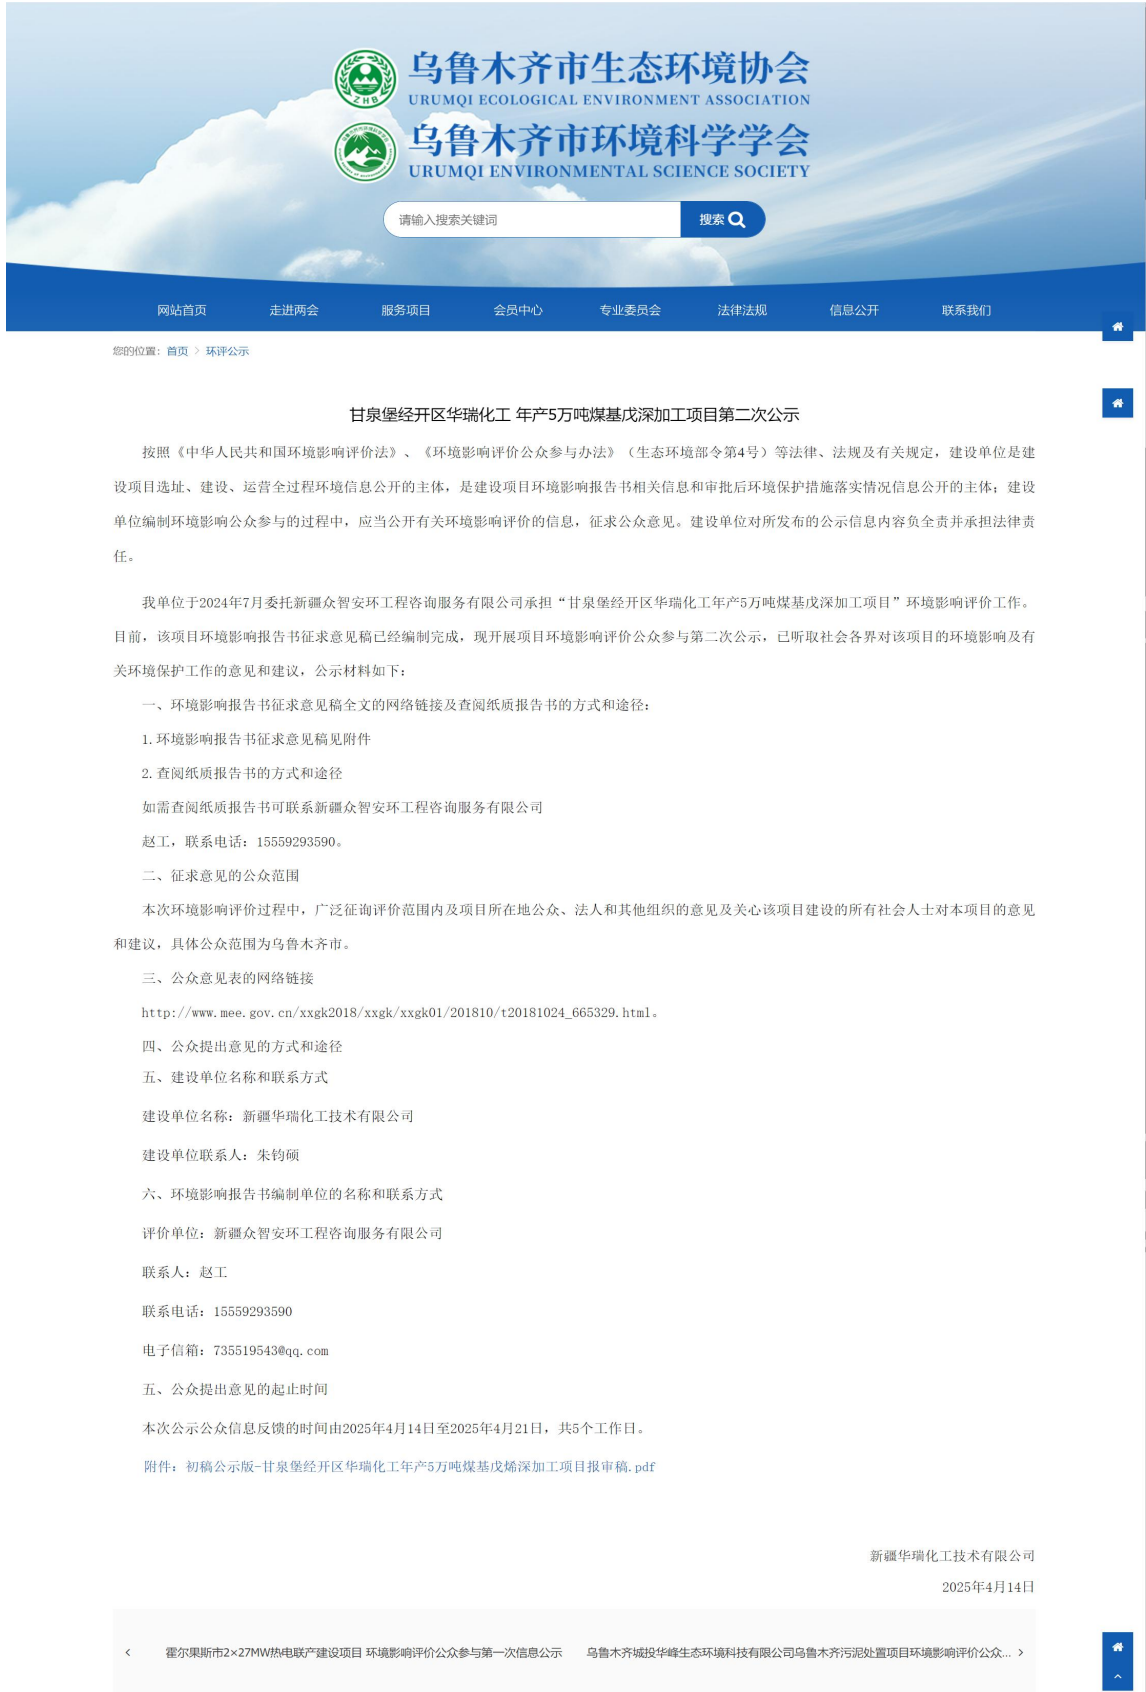 乌鲁木齐市生态环境协会
URUMQI ECOLOGICAL ENVIRONMENT ASSOCIATION
乌鲁木齐市环境科学学会
URUMQI ENVIRONMENTAL SCIENCE SOCIETY
请输入搜索关键词 搜索
网站首页 走进两会 服务项目 会员中心 专业委员会 法律法规 信息公开 联系我们
您的位置：首页 > 环评公示
甘泉堡经开区华瑞化工 年产5万吨煤基戊深加工项目第二次公示
按照《中华人民共和国环境影响评价法》、《环境影响评价公众参与办法》（生态环境部令第4号）等法律、法规及有关规定，建设单位是建
设项目选址、建设、运营全过程环境信息公开的主体，是建设项目环境影响报告书相关信息和审批后环境保护措施落实情况信息公开的主体；建设
单位编制环境影响公众参与的过程中，应当公开有关环境影响评价的信息，征求公众意见。建设单位对所发布的公示信息内容负全责并承担法律责
任。
我单位于2024年7月委托新疆众智安环工程咨询服务有限公司承担“甘泉堡经开区华瑞化工年产5万吨煤基戊深加工项目”环境影响评价工作。
目前，该项目环境影响报告书征求意见稿已经编制完成，现开展项目环境影响评价公众参与第二次公示，已听取社会各界对该项目的环境影响及有
关环境保护工作的意见和建议，公示材料如下：
一、环境影响报告书征求意见稿全文的网络链接及查阅纸质报告书的方式和途径：
1.环境影响报告书征求意见稿见附件
2.查阅纸质报告书的方式和途径
如需查阅纸质报告书可联系新疆众智安环工程咨询服务有限公司
赵工，联系电话：15559293590。
二、征求意见的公众范围
本次环境影响评价过程中，广泛征询评价范围内及项目所在地公众、法人和其他组织的意见及关心该项目建设的所有社会人士对本项目的意见
和建议，具体公众范围为乌鲁木齐市。
三、公众意见表的网络链接
http://www.mee.gov.cn/xxgk2018/xxgk/xxgk01/201810/t20181024_665329.html。
四、公众提出意见的方式和途径
五、建设单位名称和联系方式
建设单位名称：新疆华瑞化工技术有限公司
建设单位联系人：朱钧硕
六、环境影响报告书编制单位的名称和联系方式
评价单位：新疆众智安环工程咨询服务有限公司
联系人：赵工
联系电话：15559293590
电子信箱：735519543@qq.com
五、公众提出意见的起止时间
本次公示公众信息反馈的时间由2025年4月14日至2025年4月21日，共5个工作日。
附件：初稿公示版-甘泉堡经开区华瑞化工年产5万吨煤基戊烯深加工项目报审稿.pdf
新疆华瑞化工技术有限公司
2025年4月14日
< 霍尔果斯市2×27MW热电联产建设项目 环境影响评价公众参与第一次信息公示 乌鲁木齐城投华峰生态环境科技有限公司乌鲁木齐污泥处置项目环境影响评价公众... >